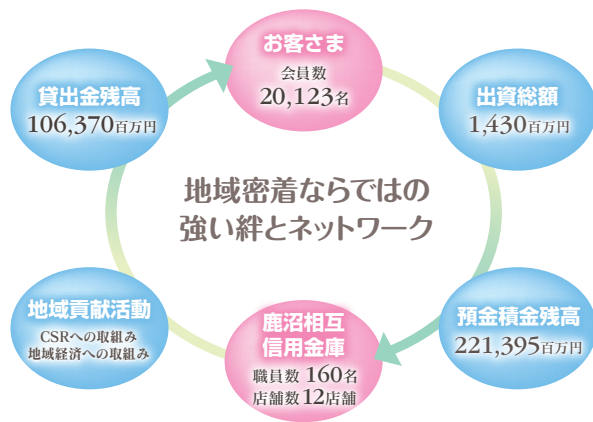 お客さま
会員数
20,123名
出資総額
1,430百万円
預金積金残高
221,395百万円
鹿沼相互
信用金庫
職員数 160名
店舗数 12店舗
地域貢献活動
CSRへの取組み
地域経済への取組み
貸出金残高
106,370百万円
地域密着ならではの
強い絆とネットワーク